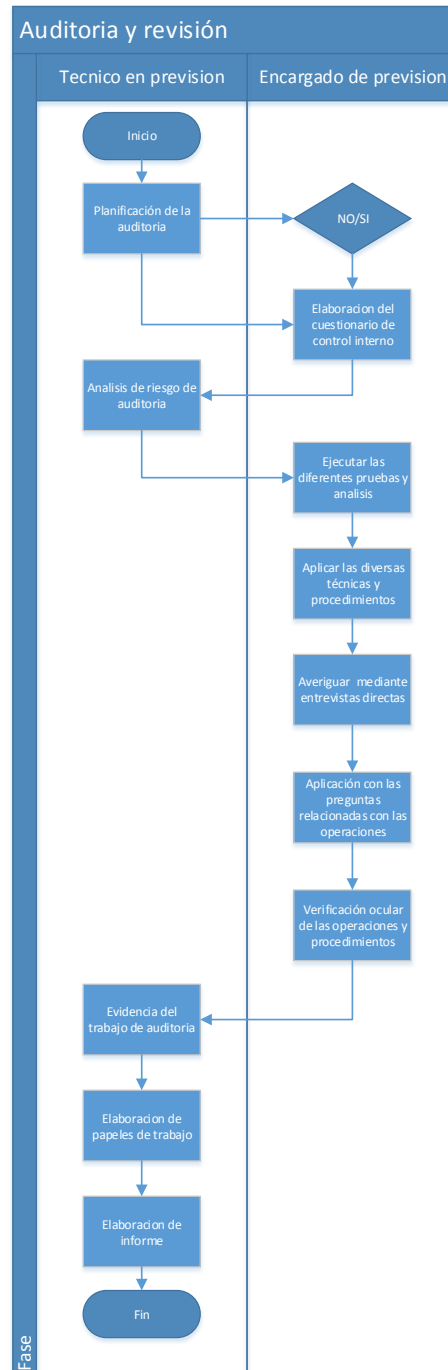 Auditoria y revisión
Tecnico en prevision
Encargado de prevision
Inicio
Planificación de la
auditoria
NO/SI
Elaboracion del
cuestionario de
control interno
Analisis de riesgo de
auditoria
Ejecutar las
diferentes pruebas y
analisis
Aplicar las diversas
técnicas y
procedimientos
Averiguar mediante
entrevistas directas
Aplicación con las
preguntas
relacionadas con las
operaciones
Verificación ocular
de las operaciones y
procedimientos
Evidencia del
trabajo de auditoria
Elaboracion de
papeles de trabajo
Elaboracion de
informe
Fin
Fase